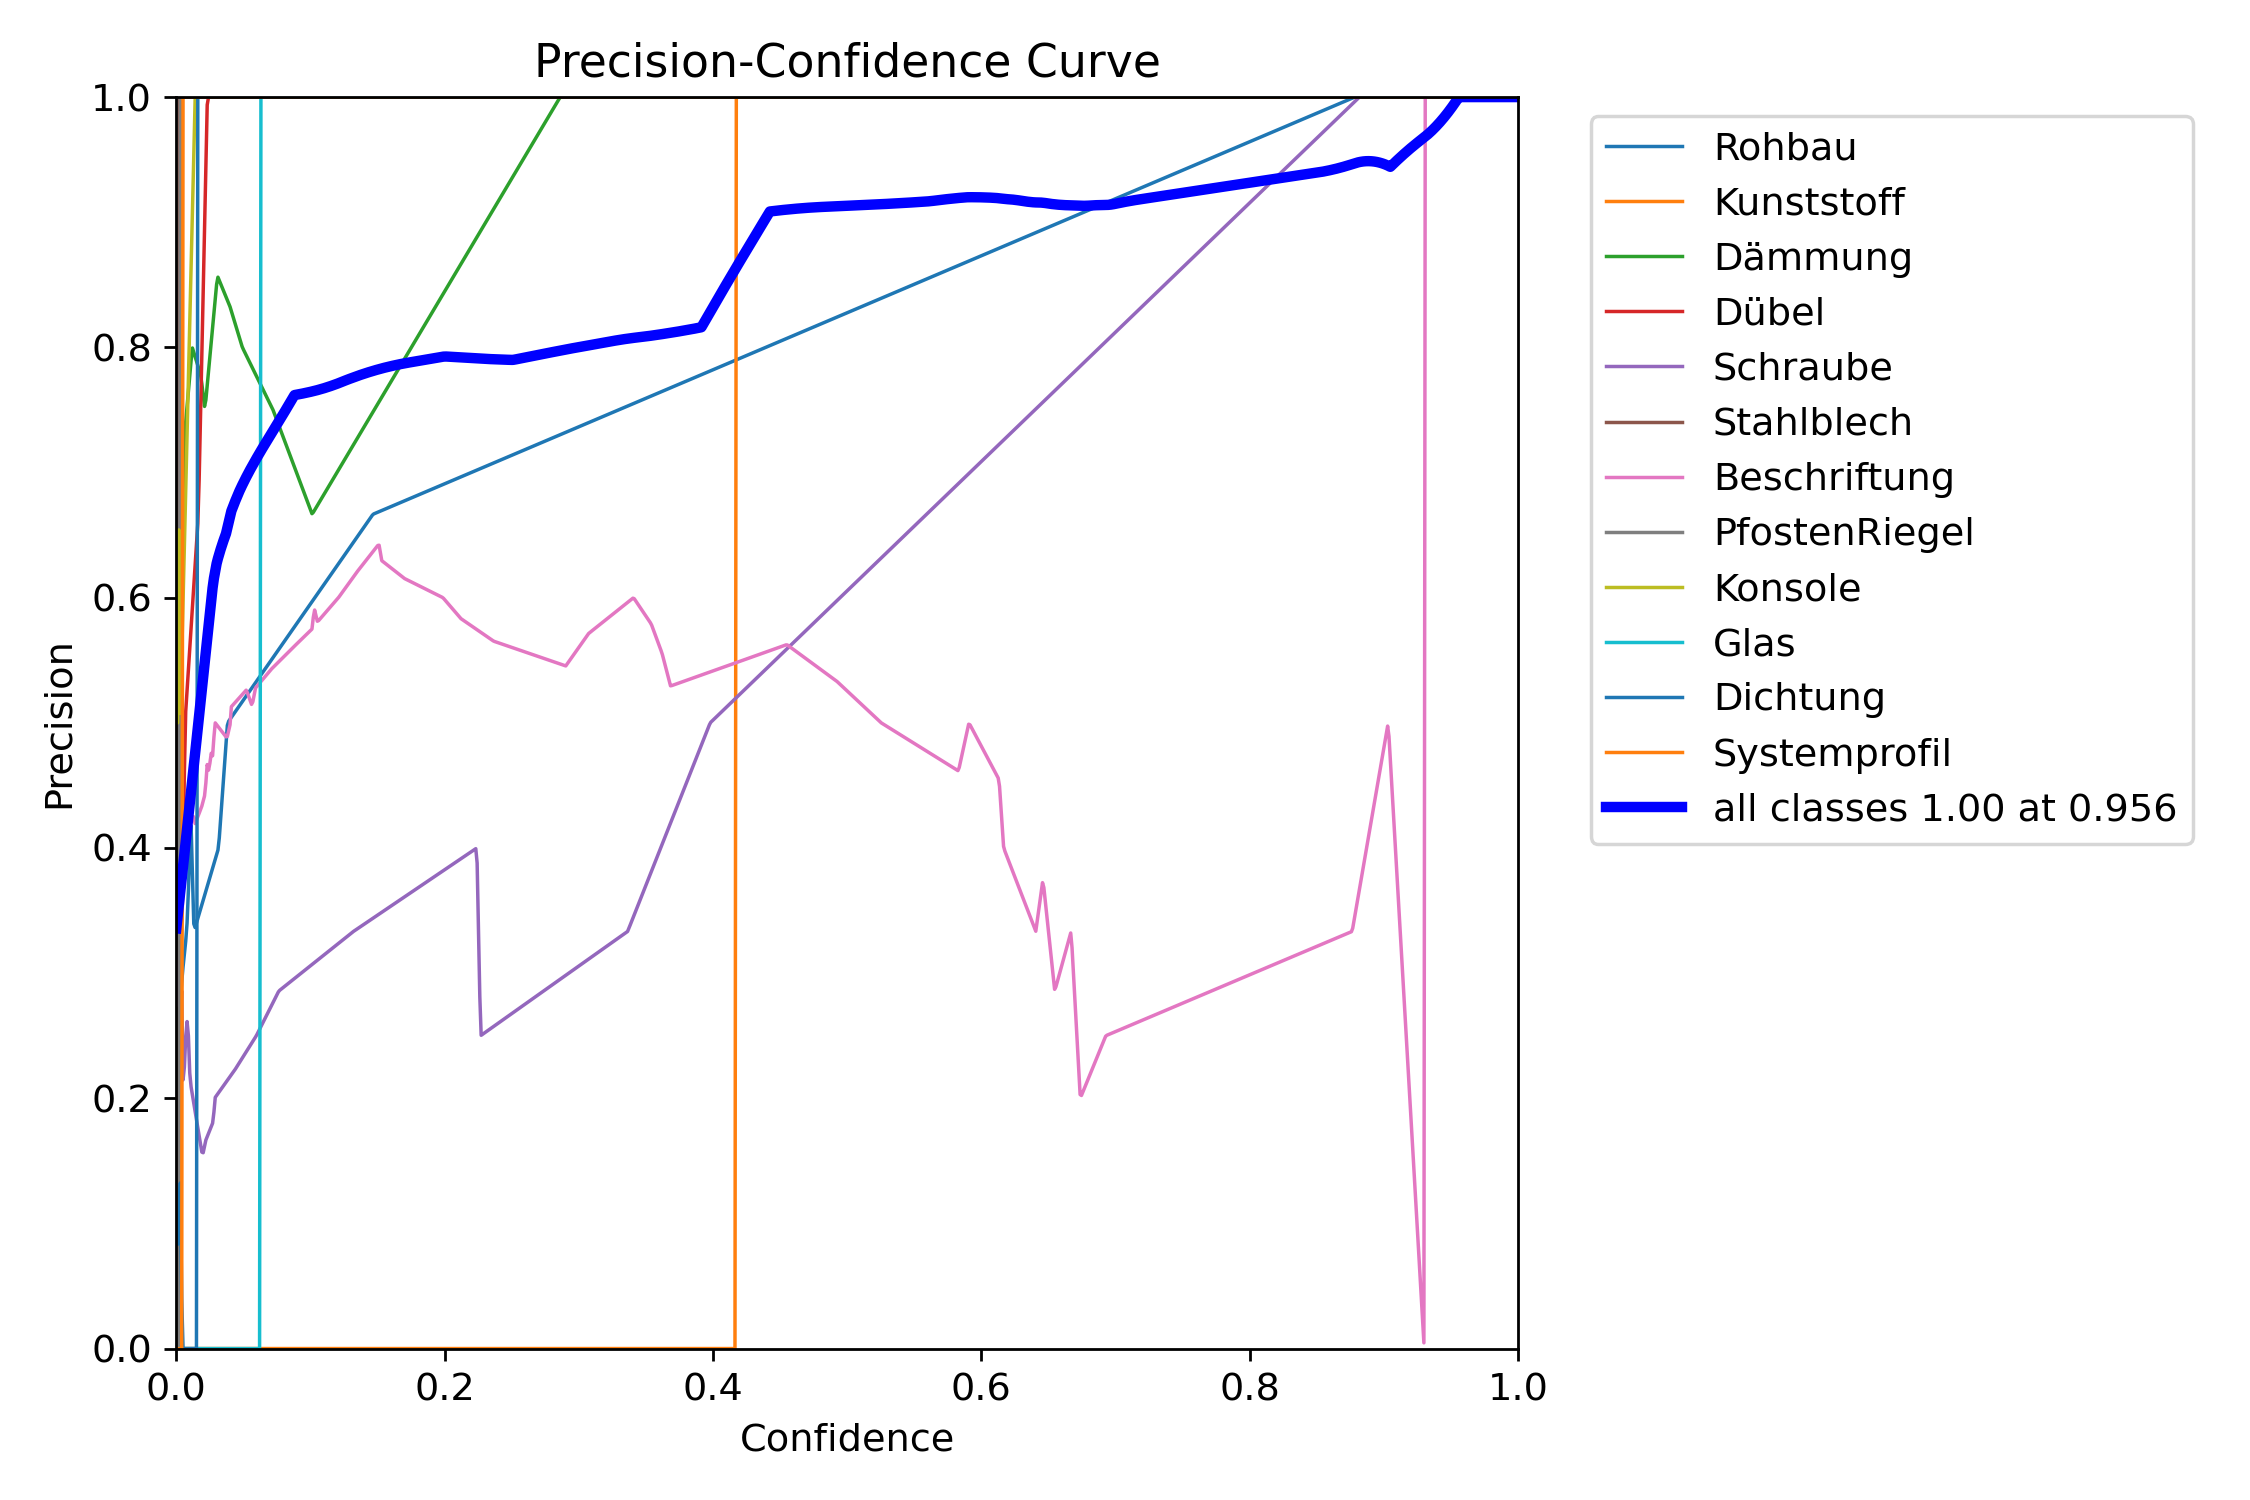 Precision-Confidence Curve
1.0
0.8
0.6
0.4
0.2
0.0
Precision
0.0 0.2 0.4 0.6 0.8 1.0
Confidence
Rohbau
Kunststoff
Dämmung
Dübel
Schraube
Stahlblech
Beschriftung
PfostenRiegel
Konsole
Glas
Dichtung
Systemprofil
all classes 1.00 at 0.956